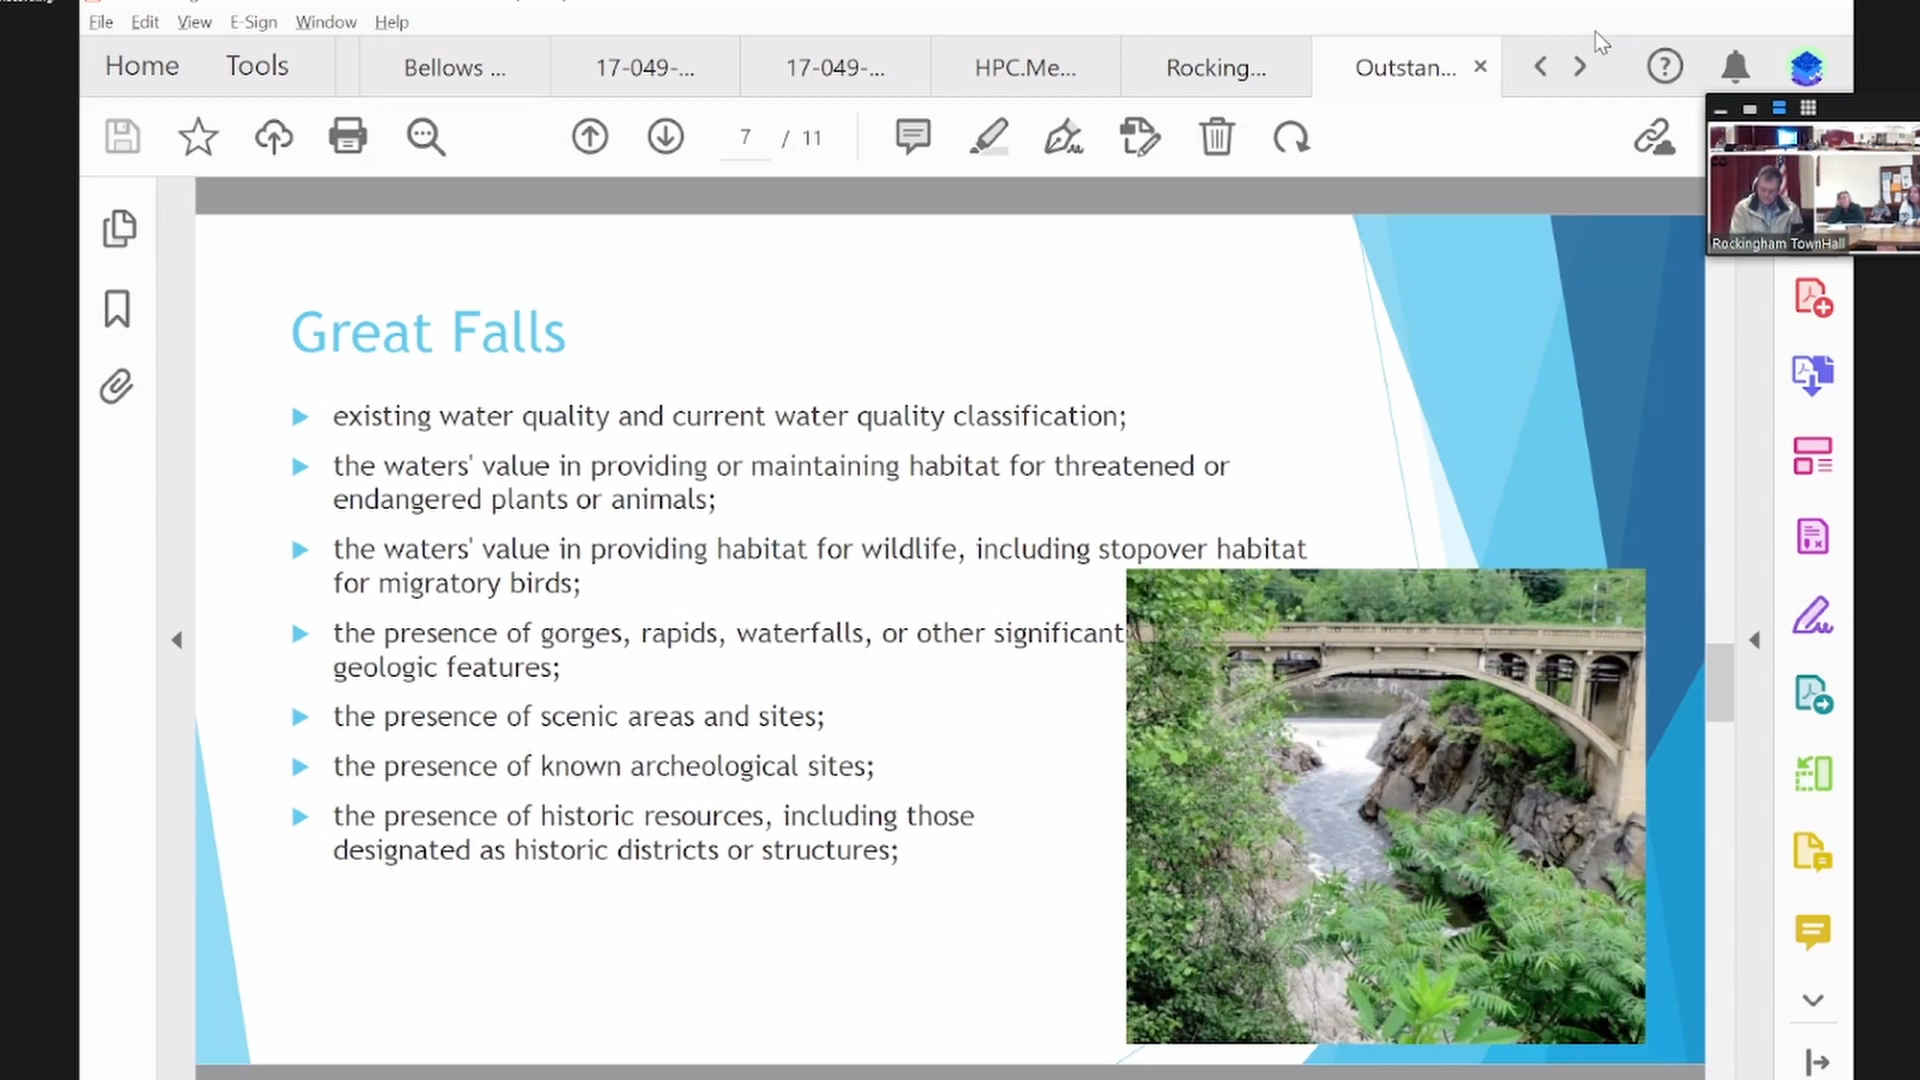 File Edit View E-Sign Window Help
Home Tools Bellows ... 17-049-... 17-049-... HPC.Me... Rocking... Outstan...
7 / 11
Rockingham TownHall
Great Falls
existing water quality and current water quality classification;
the waters' value in providing or maintaining habitat for threatened or
endangered plants or animals;
the waters' value in providing habitat for wildlife, including stopover habitat
for migratory birds;
the presence of gorges, rapids, waterfalls, or other significant
geologic features;
the presence of scenic areas and sites;
the presence of known archeological sites;
the presence of historic resources, including those
designated as historic districts or structures;